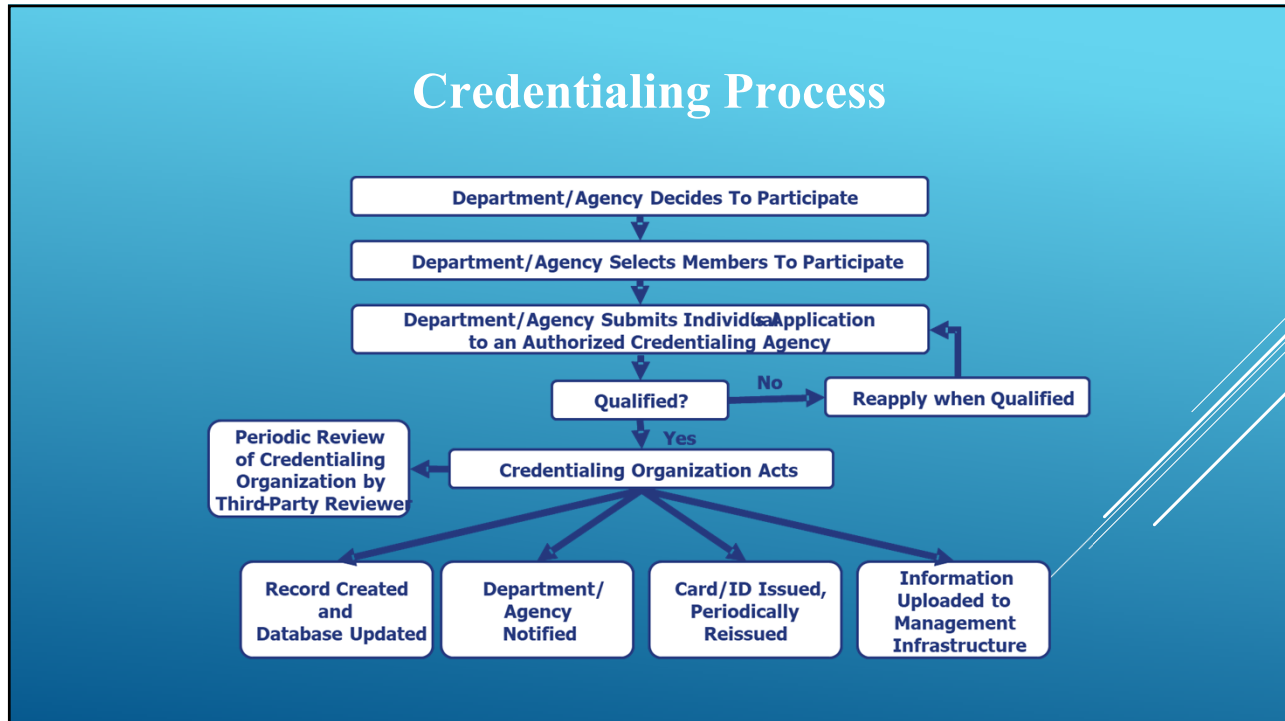 Credentialing Process
Department/Agency Decides To Participate
Department/Agency Selects Members To Participate
Department/Agency Submits Individual's Application
to an Authorized Credentialing Agency
Qualified?
No
Reapply when Qualified
Yes
Periodic Review
of Credentialing
Organization by
Third-Party Reviewer
Credentialing Organization Acts
Record Created
and
Database Updated
Department/
Agency
Notified
Card/ID Issued,
Periodically
Reissued
Information
Uploaded to
Management
Infrastructure